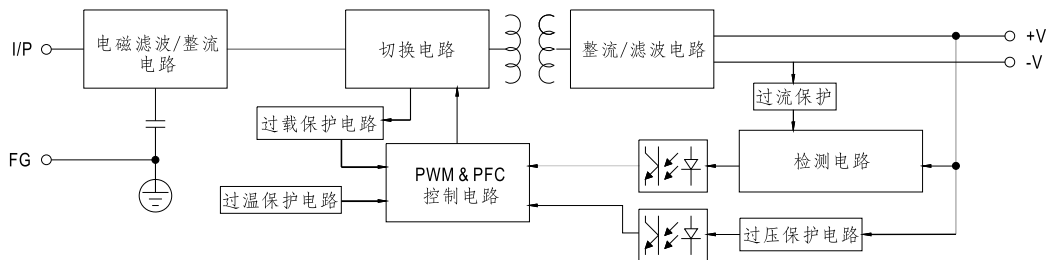 I/P
电磁滤波/整流
电路
切换电路
整流/滤波电路
+V
-V
过流保护
过载保护电路
FG
PWM & PFC
控制电路
检测电路
过温保护电路
过压保护电路